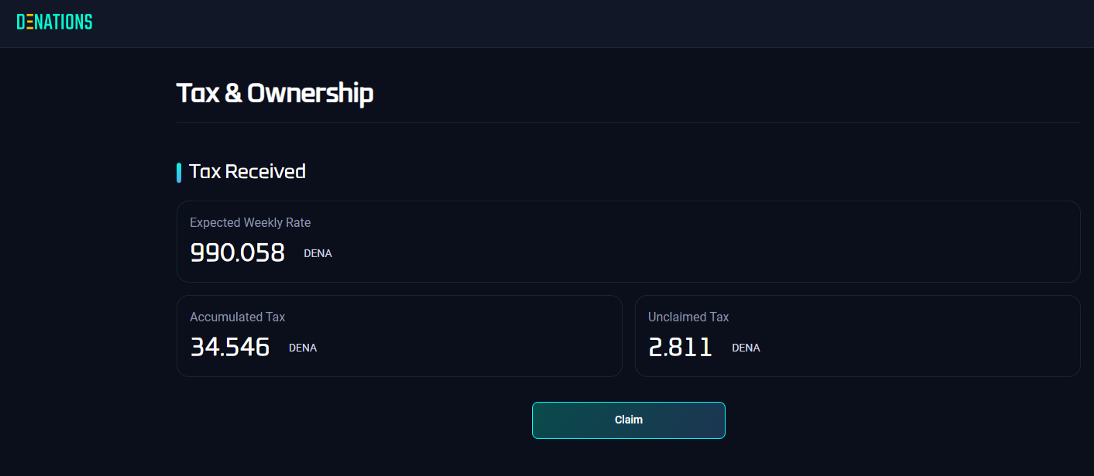 DENATIONS
Tax & Ownership
Tax Received
Expected Weekly Rate
990.058 DENA
Accumulated Tax
34.546 DENA
Unclaimed Tax
2.811 DENA
Claim